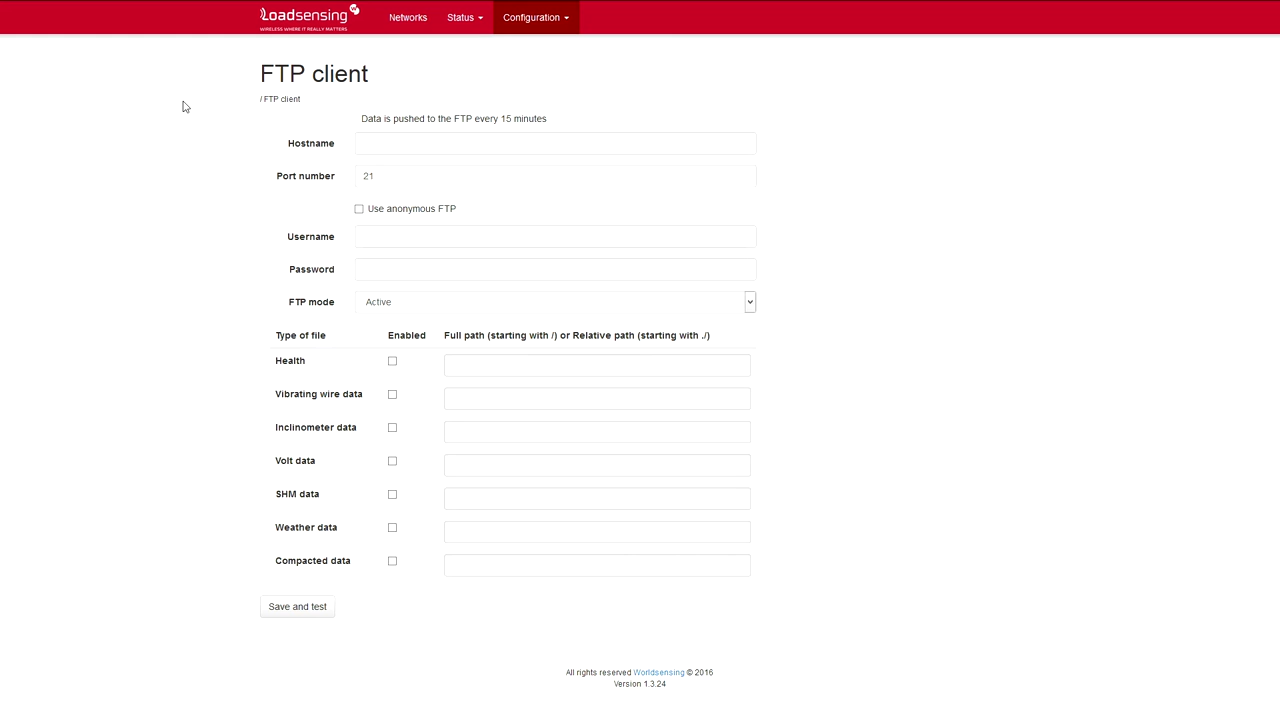 Loadsensing
WIRELESS WHERE IT REALLY MATTERS
Networks
Status
Configuration
FTP client
/ FTP client
Data is pushed to the FTP every 15 minutes
Hostname
Port number 21
Use anonymous FTP
Username
Password
FTP mode Active
Type of file Enabled Full path (starting with /) or Relative path (starting with ./)
Health
Vibrating wire data
Inclinometer data
Volt data
SHM data
Weather data
Compacted data
Save and test
All rights reserved Worldsensing © 2016
Version 1.3.24